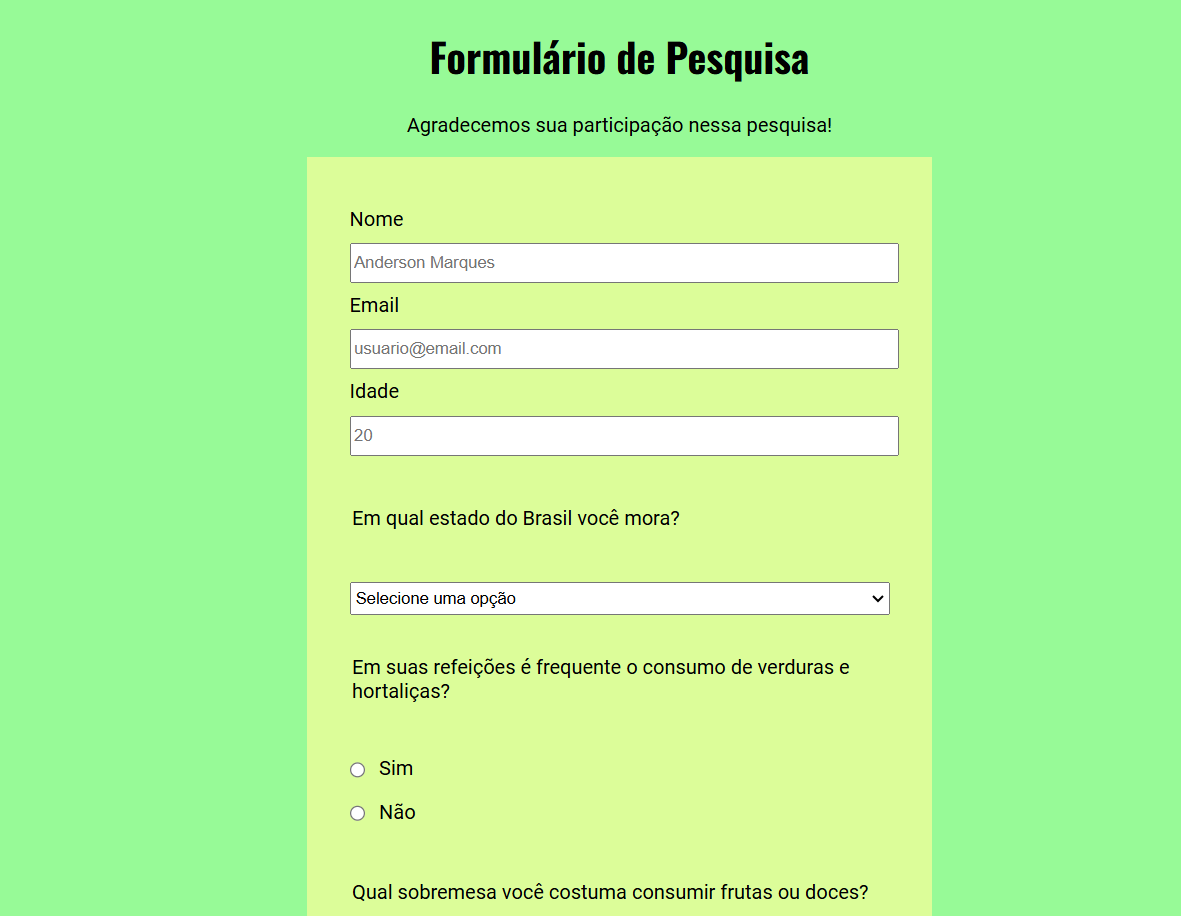 Formulário de Pesquisa
Agradecemos sua participação nessa pesquisa!
Nome
Anderson Marques
Email
usuario@email.com
Idade
20
Em qual estado do Brasil você mora?
Selecione uma opção
Em suas refeições é frequente o consumo de verduras e
hortaliças?
Sim
Não
Qual sobremesa você costuma consumir frutas ou doces?